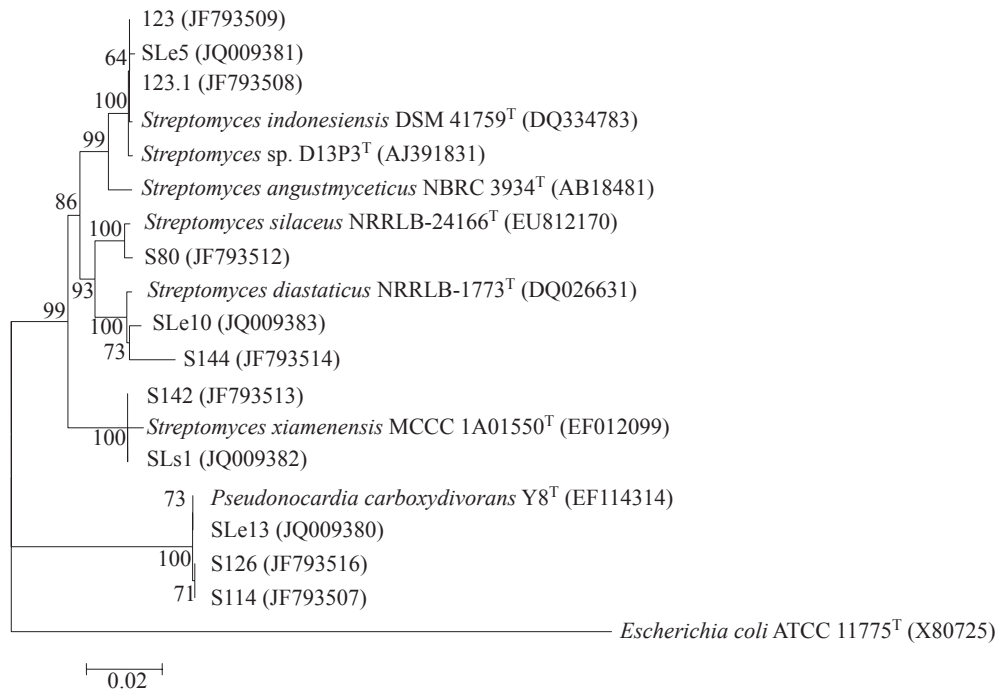 123 (JF793509)
64
SLe5 (JQ009381)
123.1 (JF793508)
100
Streptomyces indonesiensis DSM 41759ᵀ (DQ334783)
99
Streptomyces sp. D13P3ᵀ (AJ391831)
Streptomyces angustmyceticus NBRC 3934ᵀ (AB18481)
86
100
Streptomyces silaceus NRRLB-24166ᵀ (EU812170)
S80 (JF793512)
93
Streptomyces diastaticus NRRLB-1773ᵀ (DQ026631)
99
100
SLe10 (JQ009383)
73
S144 (JF793514)
S142 (JF793513)
100
Streptomyces xiamenensis MCCC 1A01550ᵀ (EF012099)
SLs1 (JQ009382)
73
Pseudonocardia carboxydivorans Y8ᵀ (EF114314)
SLe13 (JQ009380)
100
S126 (JF793516)
71
S114 (JF793507)
Escherichia coli ATCC 11775ᵀ (X80725)
0.02